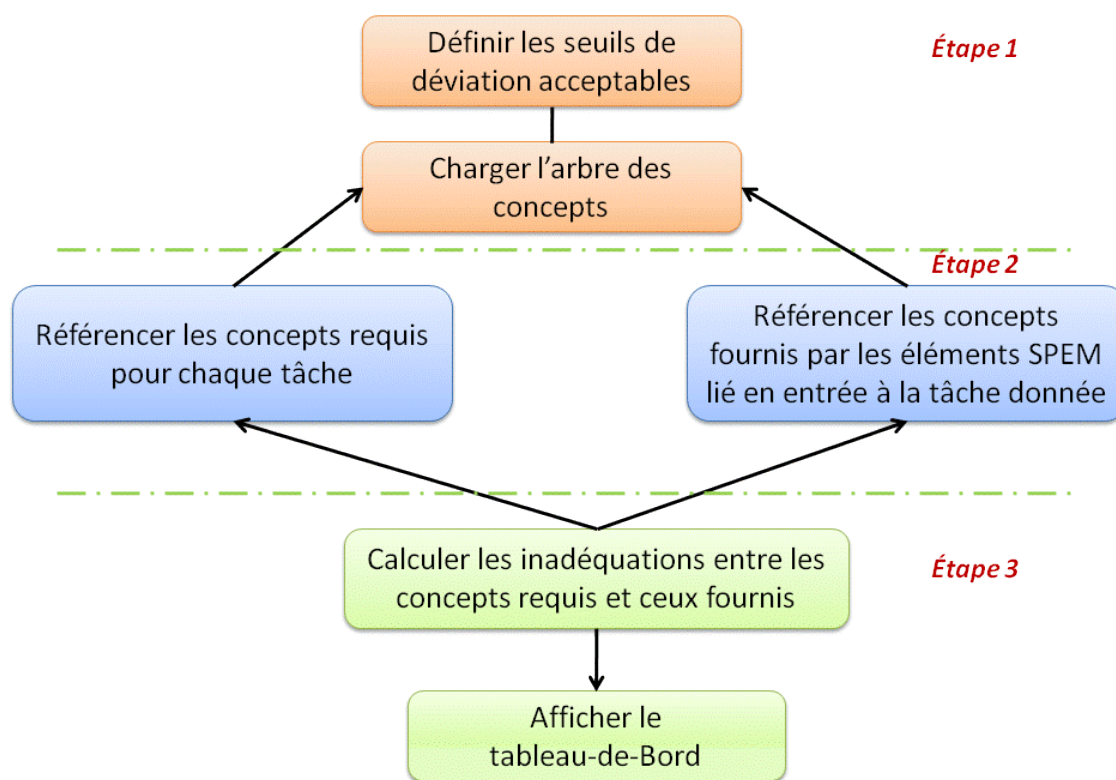 Définir les seuils de
déviation acceptables
Étape 1
Charger l'arbre des
concepts
Étape 2
Référencer les concepts requis
pour chaque tâche
Référencer les concepts
fournis par les éléments SPEM
lié en entrée à la tâche donnée
Calculer les inadéquations entre les
concepts requis et ceux fournis
Étape 3
Afficher le
tableau-de-Bord